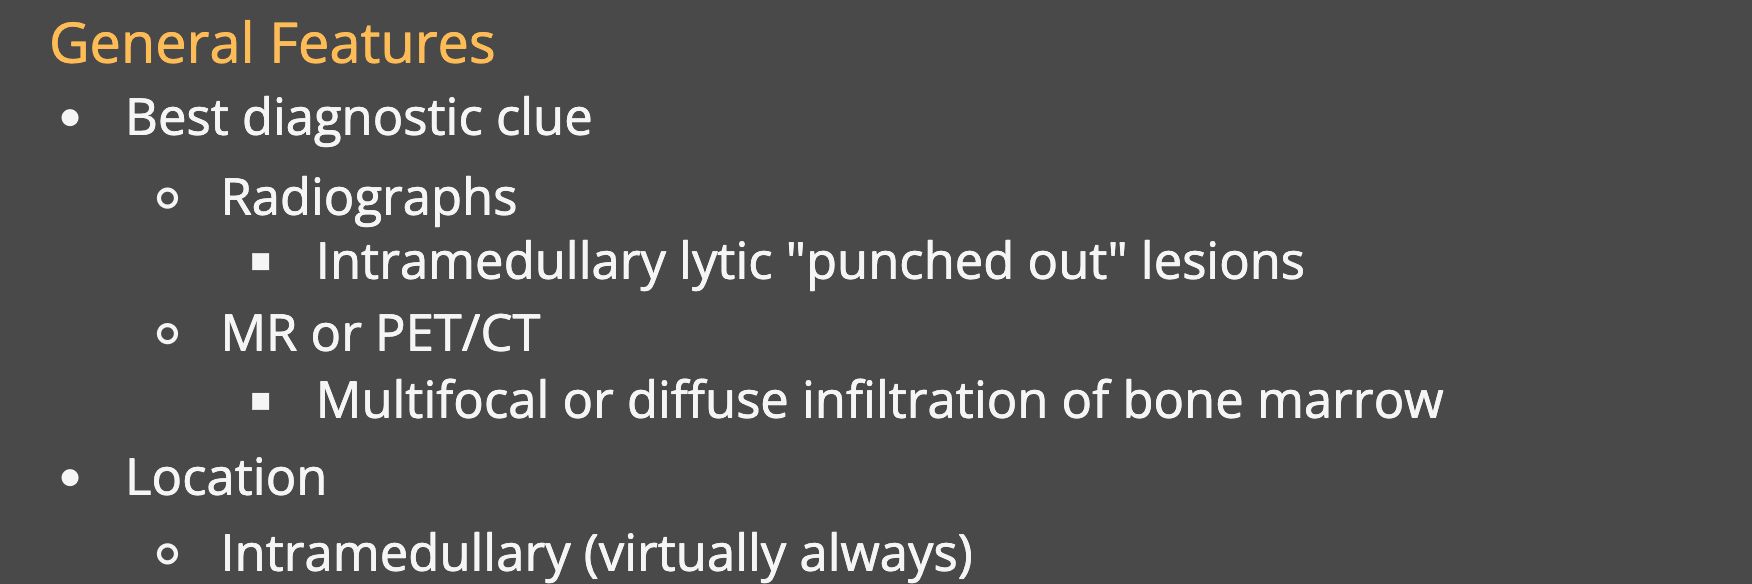 General Features
• Best diagnostic clue
○ Radiographs
▪ Intramedullary lytic "punched out" lesions
○ MR or PET/CT
▪ Multifocal or diffuse infiltration of bone marrow
• Location
○ Intramedullary (virtually always)